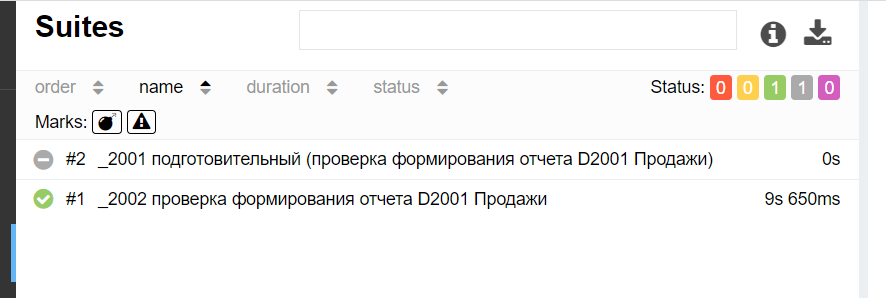 Suites
order name duration status Status: 0 0 1 1 0
Marks:
#2 _2001 подготовительный (проверка формирования отчета D2001 Продажи) 0s
#1 _2002 проверка формирования отчета D2001 Продажи 9s 650ms